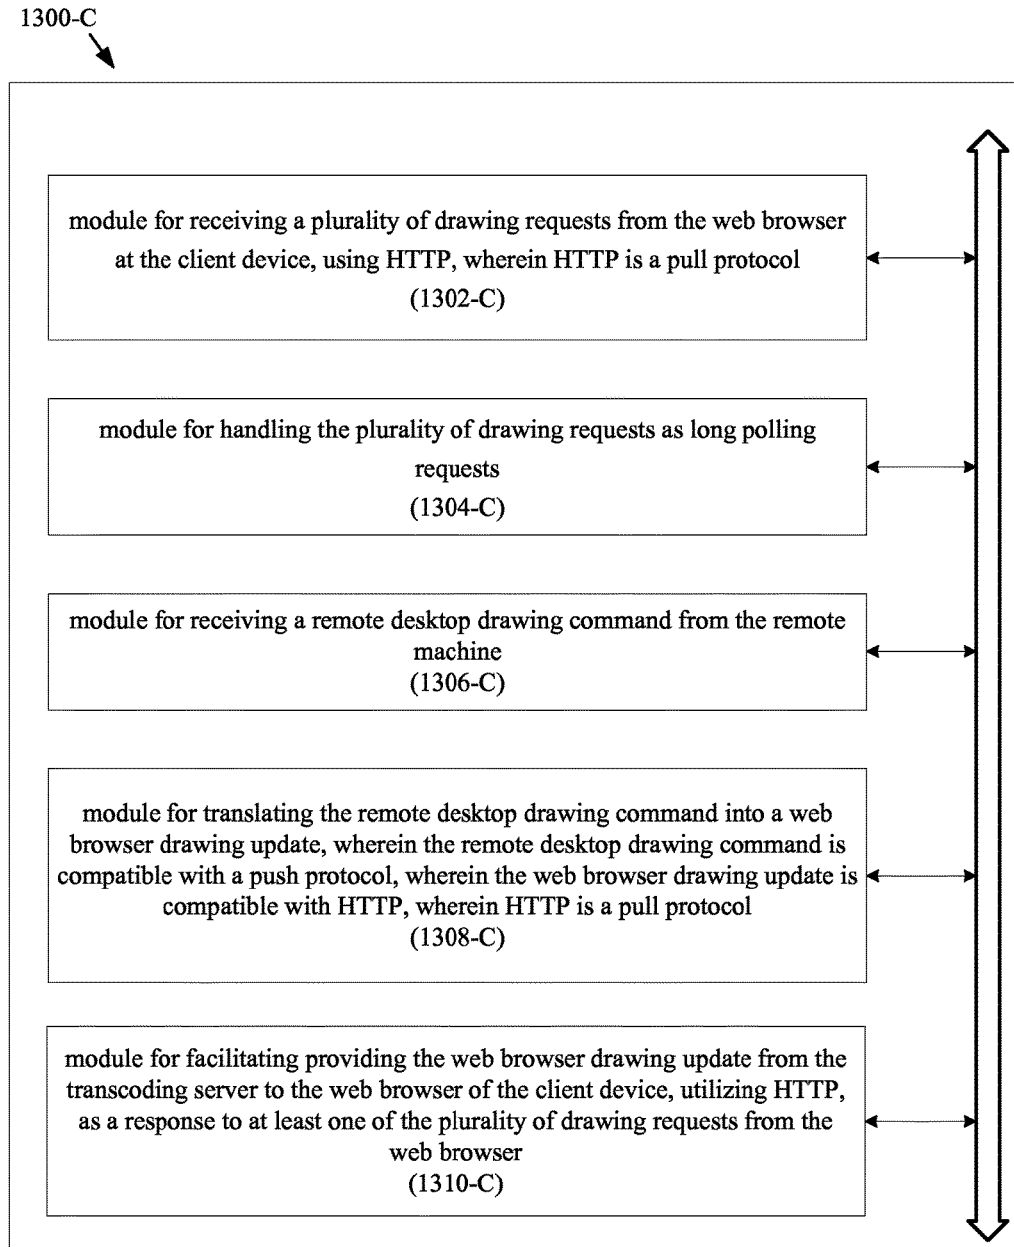 1300-C
module for receiving a plurality of drawing requests from the web browser
at the client device, using HTTP, wherein HTTP is a pull protocol
(1302-C)
module for handling the plurality of drawing requests as long polling
requests
(1304-C)
module for receiving a remote desktop drawing command from the remote
machine
(1306-C)
module for translating the remote desktop drawing command into a web
browser drawing update, wherein the remote desktop drawing command is
compatible with a push protocol, wherein the web browser drawing update is
compatible with HTTP, wherein HTTP is a pull protocol
(1308-C)
module for facilitating providing the web browser drawing update from the
transcoding server to the web browser of the client device, utilizing HTTP,
as a response to at least one of the plurality of drawing requests from the
web browser
(1310-C)